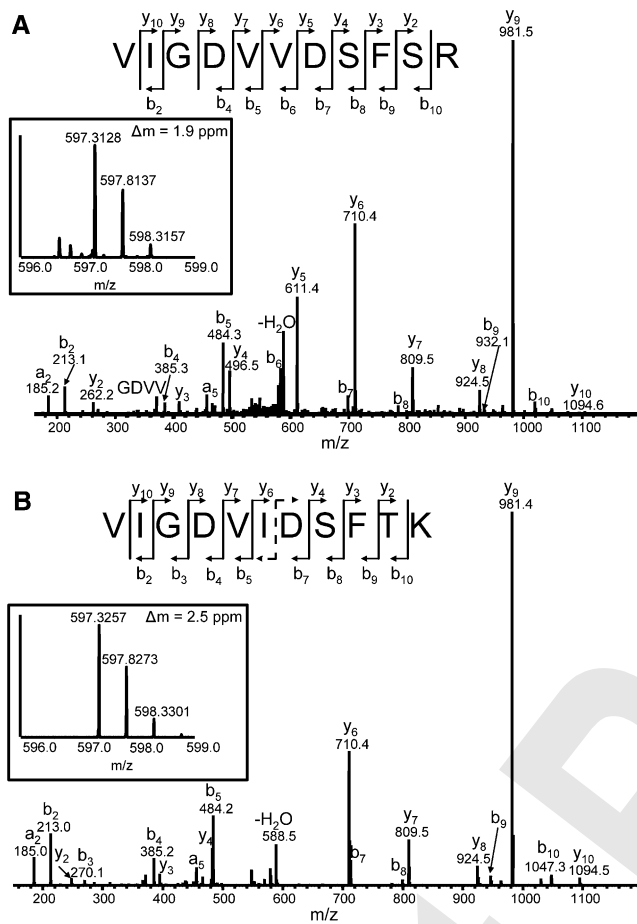 A
y10 y9 y8 y7 y6 y5 y4 y3 y2
VIGDVVDSFSR
b2 b4 b5 b6 b7 b8 b9 b10
Δm = 1.9 ppm
597.3128
597.8137
598.3157
596.0 597.0 598.0 599.0
m/z
y9
981.5
y6
710.4
y5
611.4
-H2O
b5
484.3
y4
496.5
b6
b2
213.1
a2
185.2
y2
262.2
GDVV
b4
385.3
y3
a5
b7
y7
809.5
b8
y8
924.5
b9
932.1
b10
y10
1094.6
200 300 400 500 600 700 800 900 1000 1100
m/z
B
y10 y9 y8 y7 y6 y4 y3 y2
VIGDVIDSFTK
b2 b3 b4 b5 b7 b8 b9 b10
Δm = 2.5 ppm
597.3257
597.8273
598.3301
596.0 597.0 598.0 599.0
m/z
y9
981.4
y6
710.4
b5
484.2
-H2O
588.5
b2
213.0
a2
185.0
y2
b3
270.1
b4
385.2
y3
a5
y4
b7
y7
809.5
b8
y8
924.5
b9
b10
1047.3
y10
1094.5
200 300 400 500 600 700 800 900 1000 1100
m/z